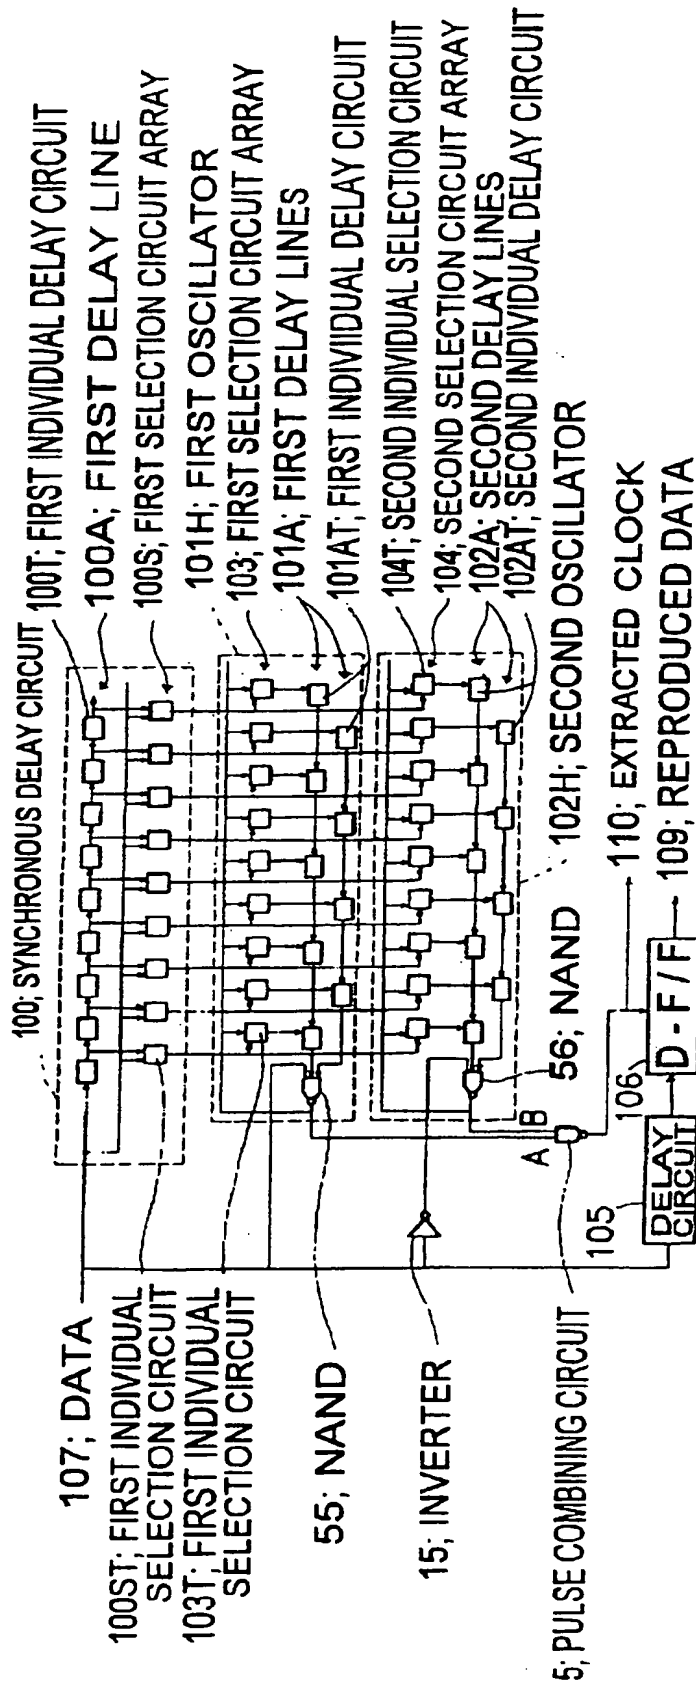 100; SYNCHRONOUS DELAY CIRCUIT
100T; FIRST INDIVIDUAL DELAY CIRCUIT
100A; FIRST DELAY LINE
100S; FIRST SELECTION CIRCUIT ARRAY
101H; FIRST OSCILLATOR
103; FIRST SELECTION CIRCUIT ARRAY
101A; FIRST DELAY LINES
101AT; FIRST INDIVIIDUAL DELAY CIRCUIT
104T; SECOND INDIVIDUAL SELECTION CIRCUIT
104; SECOND SELECTION CIRCUIT ARRAY
102A; SECOND DELAY LINES
102AT; SECOND INDIVIDUAL DELAY CIRCUIT
102H; SECOND OSCILLATOR
56; NAND
110; EXTRACTED CLOCK
109; REPRODUCED DATA
107; DATA
100ST; FIRST INDIVIDUAL
SELECTION CIRCUIT
103T; FIRST INDIVIDUAL
SELECTION CIRCUIT
55; NAND
15; INVERTER
5; PULSE COMBINING CIRCUIT
A
B
105
DELAY
CIRCUIT
106
D-F/F